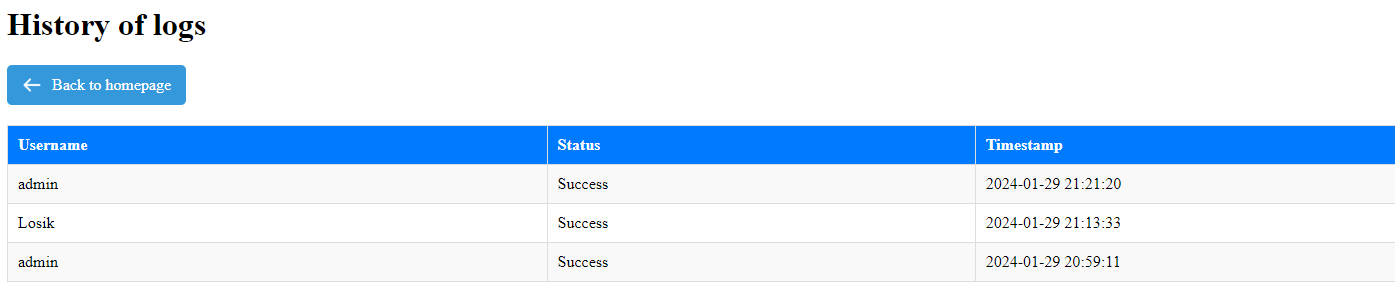 History of logs
Back to homepage
Username Status Timestamp
admin Success 2024-01-29 21:21:20
Losik Success 2024-01-29 21:13:33
admin Success 2024-01-29 20:59:11